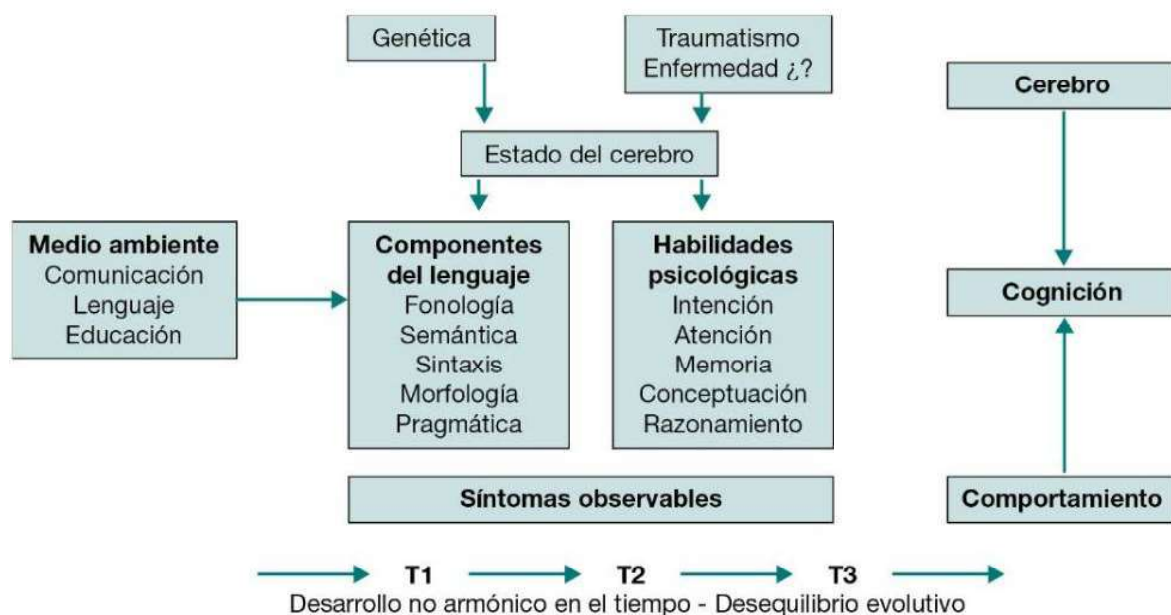 Genética
Traumatismo
Enfermedad ¿?
Cerebro
Estado del cerebro
Medio ambiente
Comunicación
Lenguaje
Educación
Componentes
del lenguaje
Fonología
Semántica
Sintaxis
Morfología
Pragmática
Habilidades
psicológicas
Intención
Atención
Memoria
Conceptuación
Razonamiento
Cognición
Síntomas observables
Comportamiento
T1 T2 T3
Desarrollo no armónico en el tiempo - Desequilibrio evolutivo